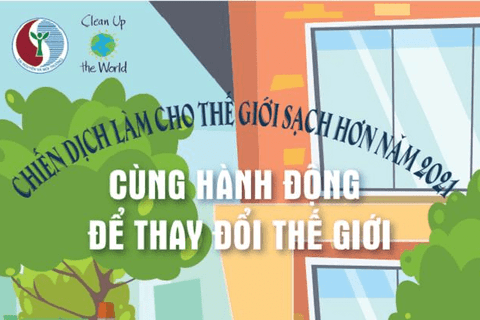 Clean Up
the World
CHIẾN DỊCH LÀM CHO THẾ GIỚI SẠCH HƠN NĂM 2021
CÙNG HÀNH ĐỘNG
ĐỂ THAY ĐỔI THẾ GIỚI